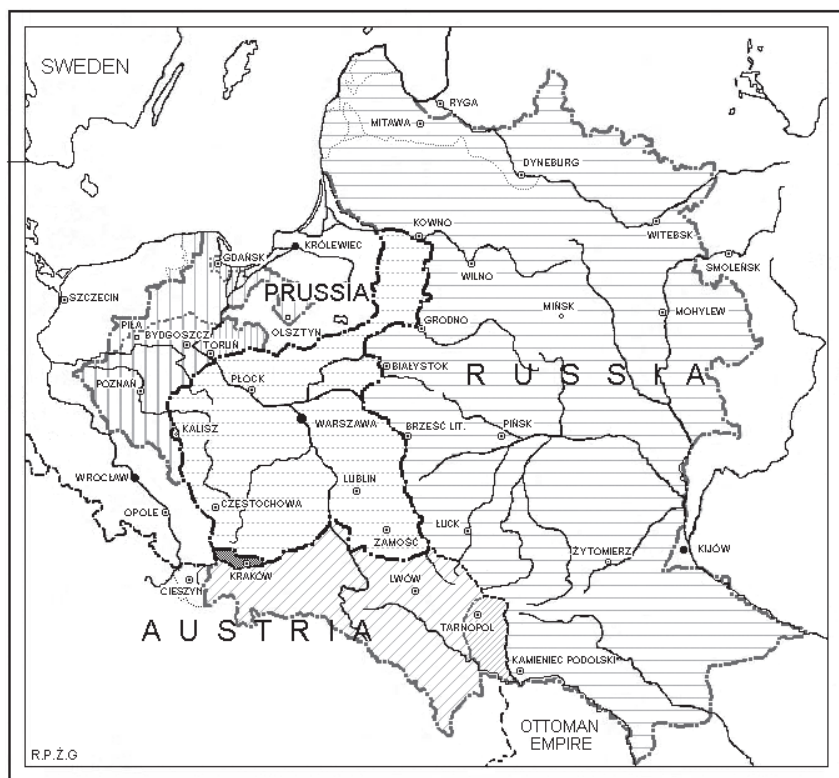 SWEDEN
RYGA
MITAWA
DYNEBURG
KOWNO
WITEBSK
KRÓLEWIEC
GDAŃSK
WILNO
SMOLEŃSK
SZCZECIN
PRUSSIA
MIŃSK
MOHYLEW
PIŁA
BYDGOSZCZ
OLSZTYN
GRODNO
TORUŃ
BIAŁYSTOK
RUSSIA
POZNAŃ
PŁOCK
WARSZAWA
BRZEŚĆ LIT.
PIŃSK
KALISZ
WROCŁAW
LUBLIN
OPOLE
CZĘSTOCHOWA
ZAMOŚĆ
ŁUCK
ŻYTOMIERZ
KIJÓW
KRAKÓW
CIESZYN
LWÓW
AUSTRIA
TARNOPOL
KAMIENIEC PODOLSKI
OTTOMAN
EMPIRE
R.P.Ż.G